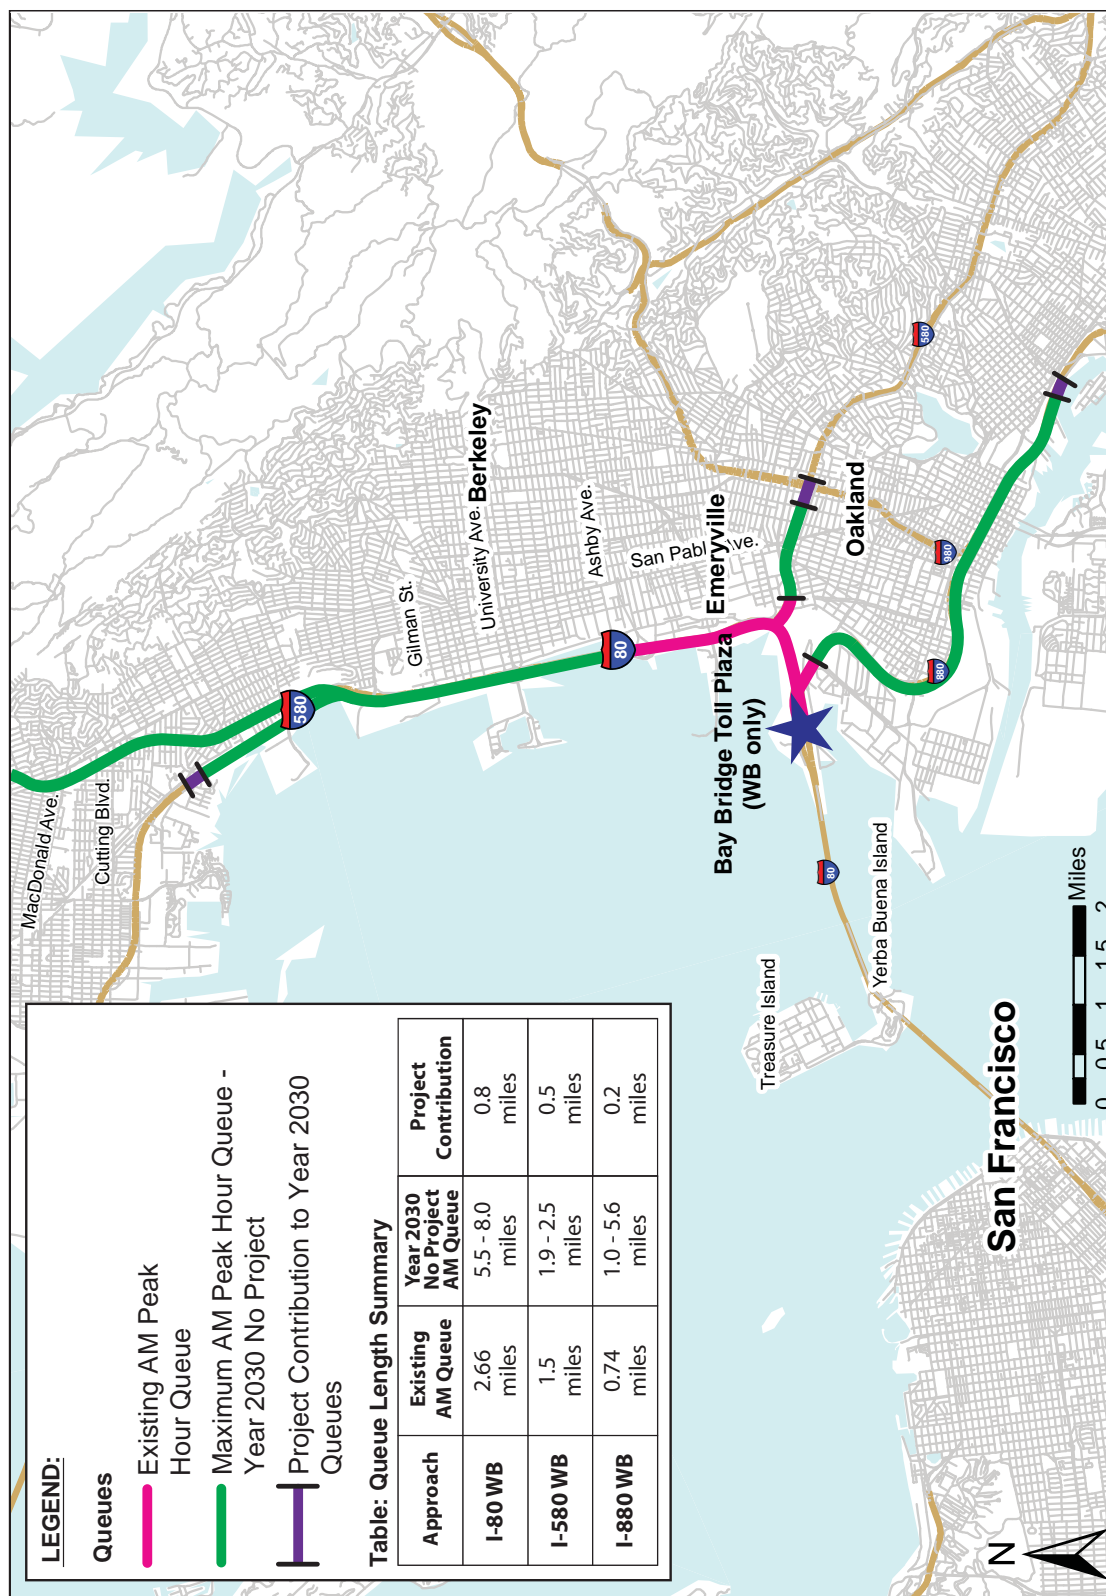 LEGEND:
Queues
Existing AM Peak
Hour Queue
Maximum AM Peak Hour Queue -
Year 2030 No Project
Project Contribution to Year 2030
Queues
Table: Queue Length Summary
Approach
Existing
AM Queue
Year 2030
No Project
AM Queue
Project
Contribution
I-80 WB
2.66
miles
5.5 - 8.0
miles
0.8
miles
I-580 WB
1.5
miles
1.9 - 2.5
miles
0.5
miles
I-880 WB
0.74
miles
1.0 - 5.6
miles
0.2
miles
MacDonald Ave.
Cutting Blvd.
580
Gilman St.
University Ave.
Berkeley
Ashby Ave.
80
San Pabl Ave.
Emeryville
Bay Bridge Toll Plaza
(WB only)
Oakland
580
980
880
80
Treasure Island
Yerba Buena Island
San Francisco
Miles
0 0.5 1 1.5 2
N